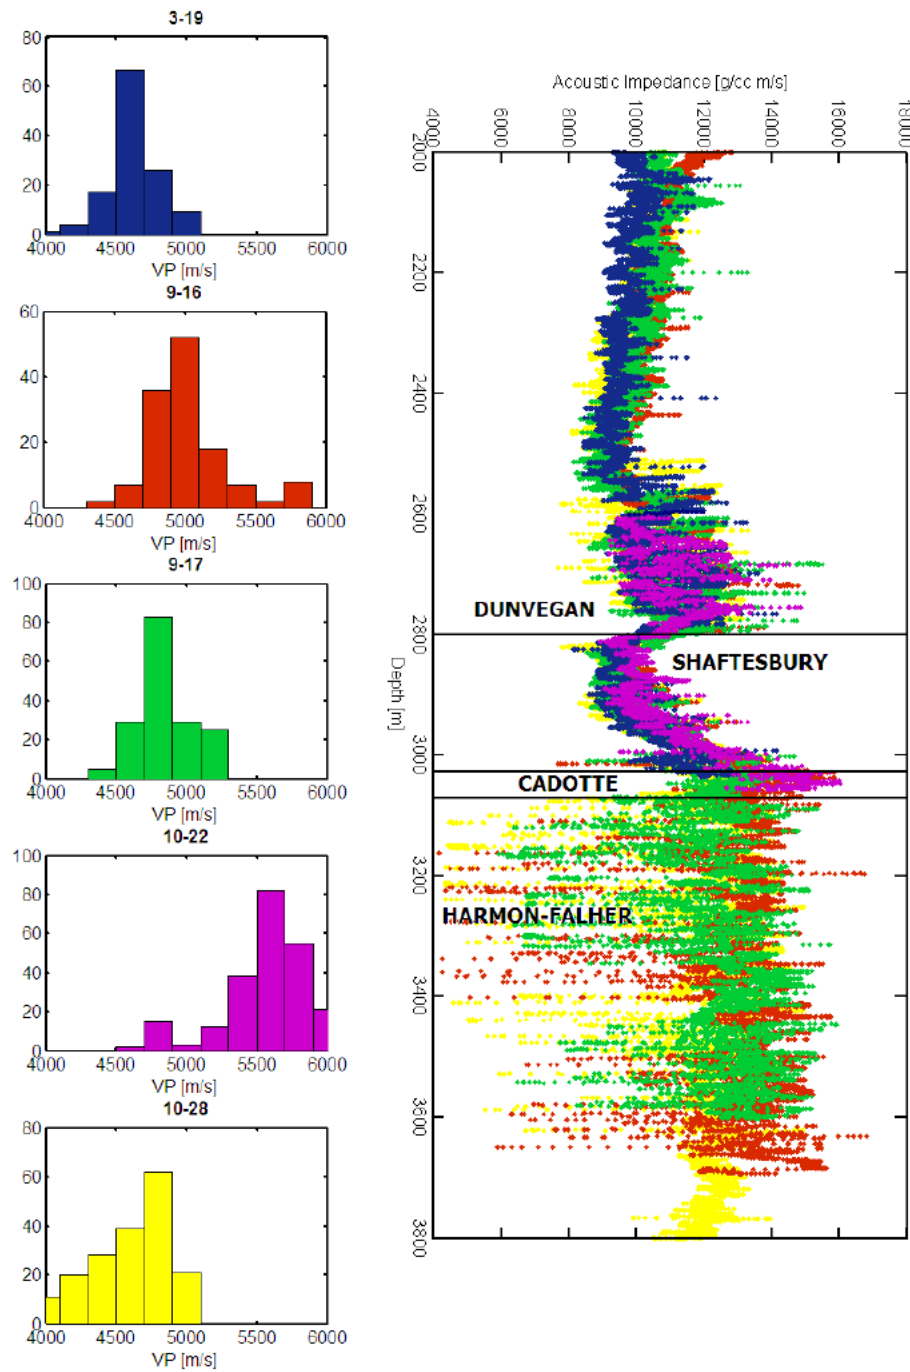 3-19
80
60
40
20
0
4000 4500 5000 5500 6000
VP [m/s]
9-16
60
40
20
0
4000 4500 5000 5500 6000
VP [m/s]
9-17
100
80
60
40
20
0
4000 4500 5000 5500 6000
VP [m/s]
10-22
100
80
60
40
20
0
4000 4500 5000 5500 6000
VP [m/s]
10-28
80
60
40
20
0
4000 4500 5000 5500 6000
VP [m/s]
Acoustic Impedance [g/cc m/s]
4000 6000 8000 10000 12000 14000 16000 18000
2000
2200
2400
2600
2800
3000
3200
3400
3600
3800
Depth [m]
DUNVEGAN
SHAFTESBURY
CADOTTE
HARMON-FALHER